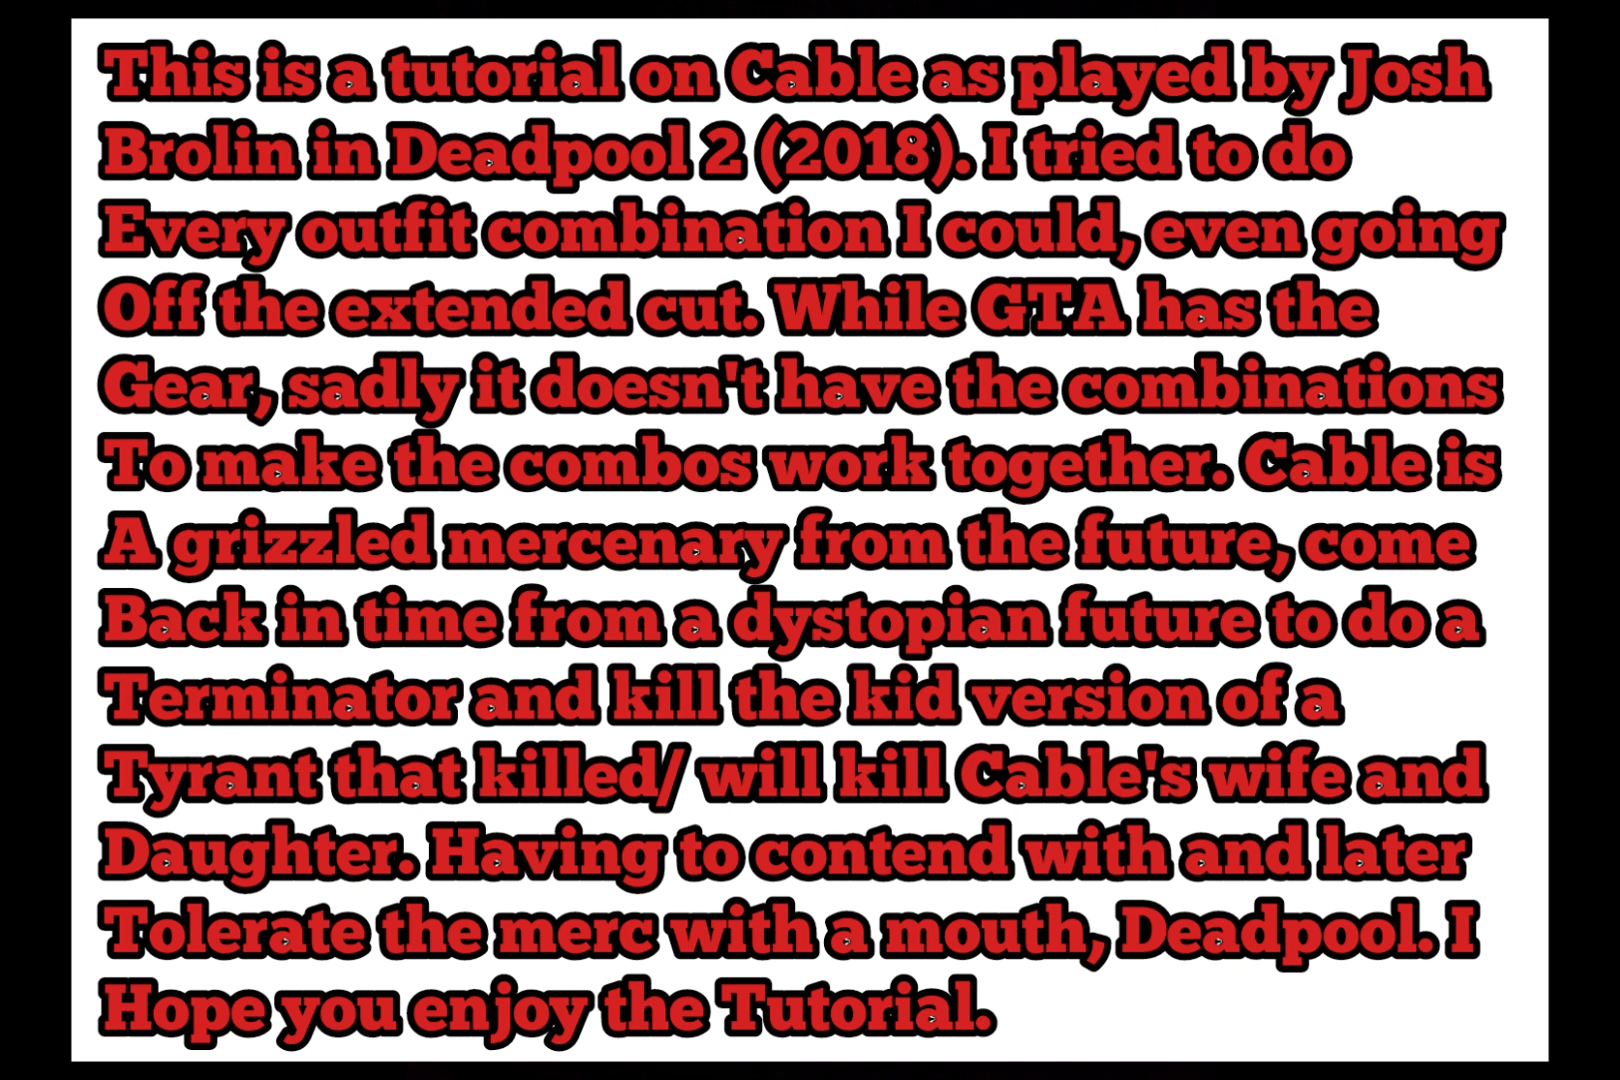 This is a tutorial on Cable as played by Josh
Brolin in Deadpool 2 (2018). I tried to do
Every outfit combination I could, even going
Off the extended cut. While GTA has the
Gear, sadly it doesn't have the combinations
To make the combos work together. Cable is
A grizzled mercenary from the future, come
Back in time from a dystopian future to do a
Terminator and kill the kid version of a
Tyrant that killed/ will kill Cable's wife and
Daughter. Having to contend with and later
Tolerate the merc with a mouth, Deadpool. I
Hope you enjoy the Tutorial.